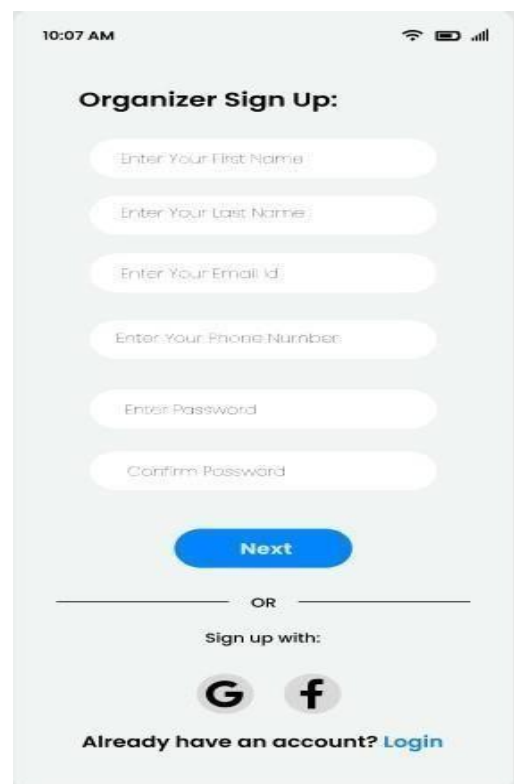 10:07 AM
Organizer Sign Up:
Enter Your First Name
Enter Your Last Name
Enter Your Email Id
Enter Your Phone Number
Enter Password
Confirm Password
Next
OR
Sign up with:
G f
Already have an account? Login